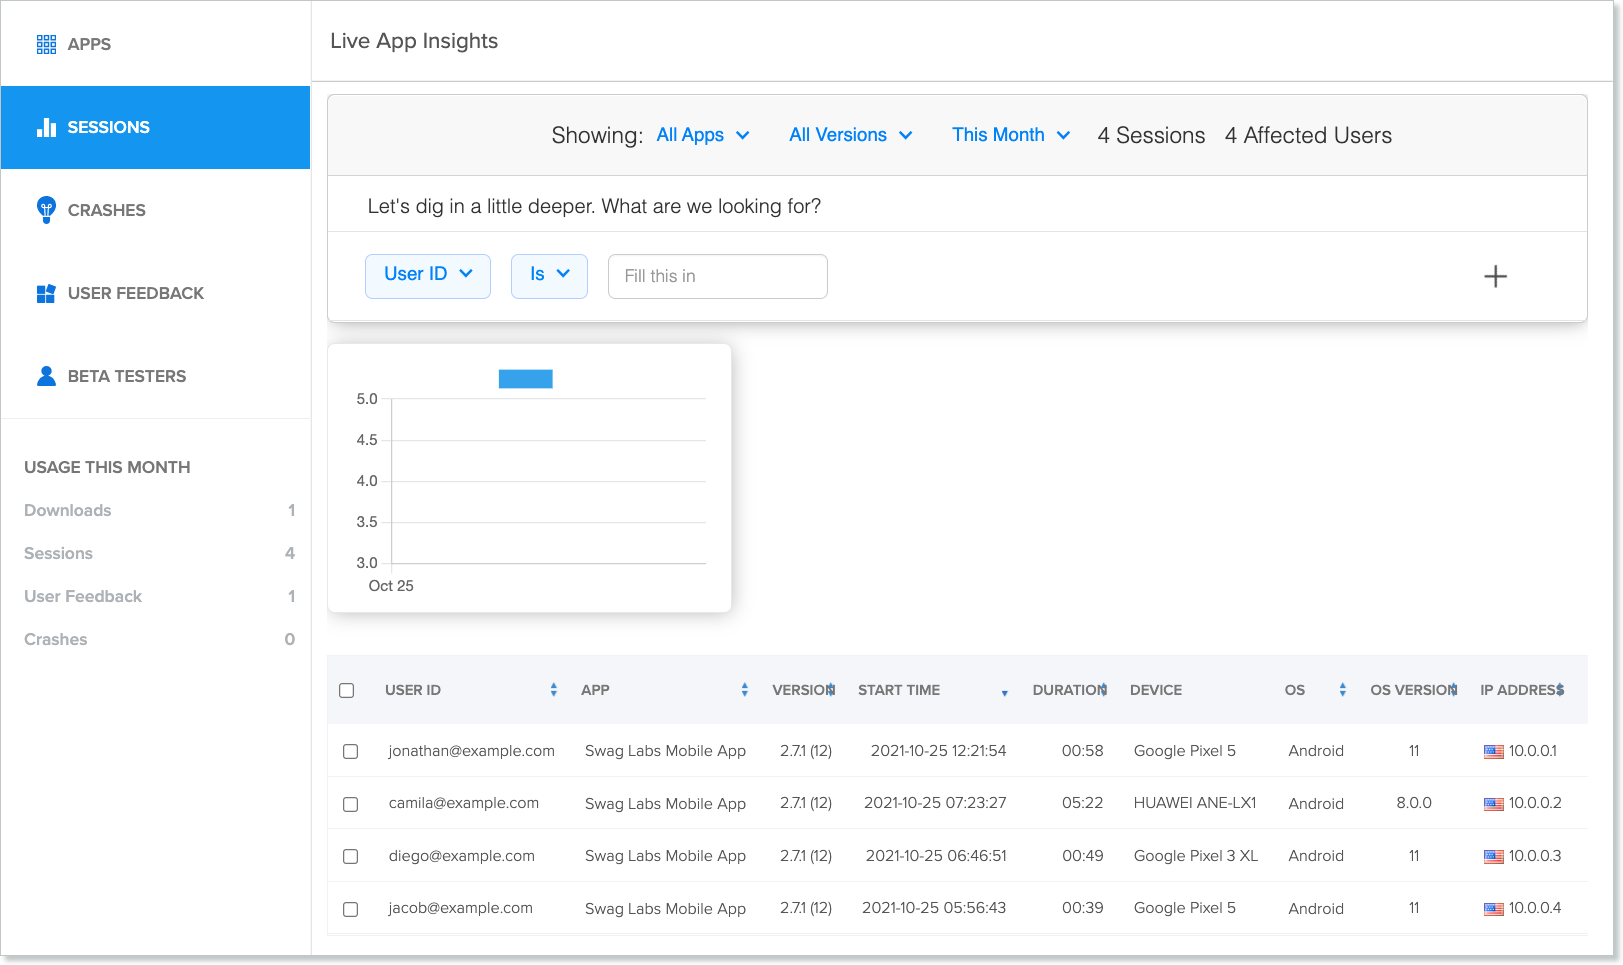 APPS
SESSIONS
CRASHES
USER FEEDBACK
BETA TESTERS
USAGE THIS MONTH
Downloads 1
Sessions 4
User Feedback 1
Crashes 0
Live App Insights
Showing: All Apps All Versions This Month 4 Sessions 4 Affected Users
Let's dig in a little deeper. What are we looking for?
User ID Is Fill this in
5.0
4.5
4.0
3.5
3.0
Oct 25
USER ID APP VERSION START TIME DURATION DEVICE OS OS VERSION IP ADDRESS
jonathan@example.com Swag Labs Mobile App 2.7.1 (12) 2021-10-25 12:21:54 00:58 Google Pixel 5 Android 11 10.0.0.1
camila@example.com Swag Labs Mobile App 2.7.1 (12) 2021-10-25 07:23:27 05:22 HUAWEI ANE-LX1 Android 8.0.0 10.0.0.2
diego@example.com Swag Labs Mobile App 2.7.1 (12) 2021-10-25 06:46:51 00:49 Google Pixel 3 XL Android 11 10.0.0.3
jacob@example.com Swag Labs Mobile App 2.7.1 (12) 2021-10-25 05:56:43 00:39 Google Pixel 5 Android 11 10.0.0.4